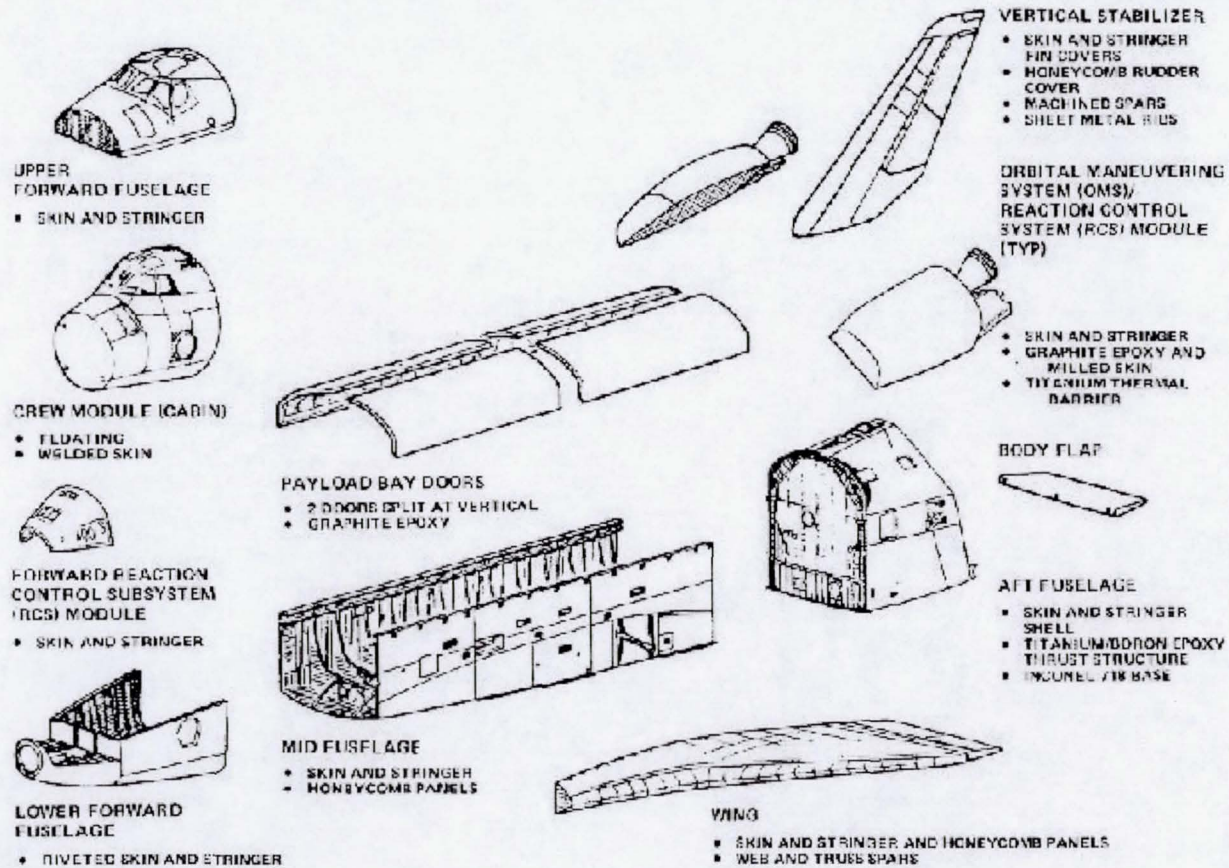 UPPER
FORWARD FUSELAGE
• SKIN AND STRINGER
CREW MODULE (CABIN)
• FLOATING
• WELDED SKIN
FORWARD REACTION
CONTROL SUBSYSTEM
(RCS) MODULE
• SKIN AND STRINGER
LOWER FORWARD
FUSELAGE
• RIVETED SKIN AND STRINGER
PAYLOAD BAY DOORS
• 2 DOORS SPLIT AT VERTICAL
• GRAPHITE EPOXY
MID FUSELAGE
• SKIN AND STRINGER
• HONEYCOMB PANELS
WING
• SKIN AND STRINGER AND HONEYCOMB PANELS
• WEB AND TRUSS SPARS
VERTICAL STABILIZER
• SKIN AND STRINGER
FIN COVERS
• HONEYCOMB RUDDER
COVER
• MACHINED SPARS
• SHEET METAL RIBS
ORBITAL MANEUVERING
SYSTEM (OMS)/
REACTION CONTROL
SYSTEM (RCS) MODULE
(TYP)
• SKIN AND STRINGER
• GRAPHITE EPOXY AND
MILLED SKIN
• TITANIUM THERMAL
BARRIER
BODY FLAP
AFT FUSELAGE
• SKIN AND STRINGER
SHELL
• TITANIUM/BORON EPOXY
THRUST STRUCTURE
• INCONEL 718 BASE